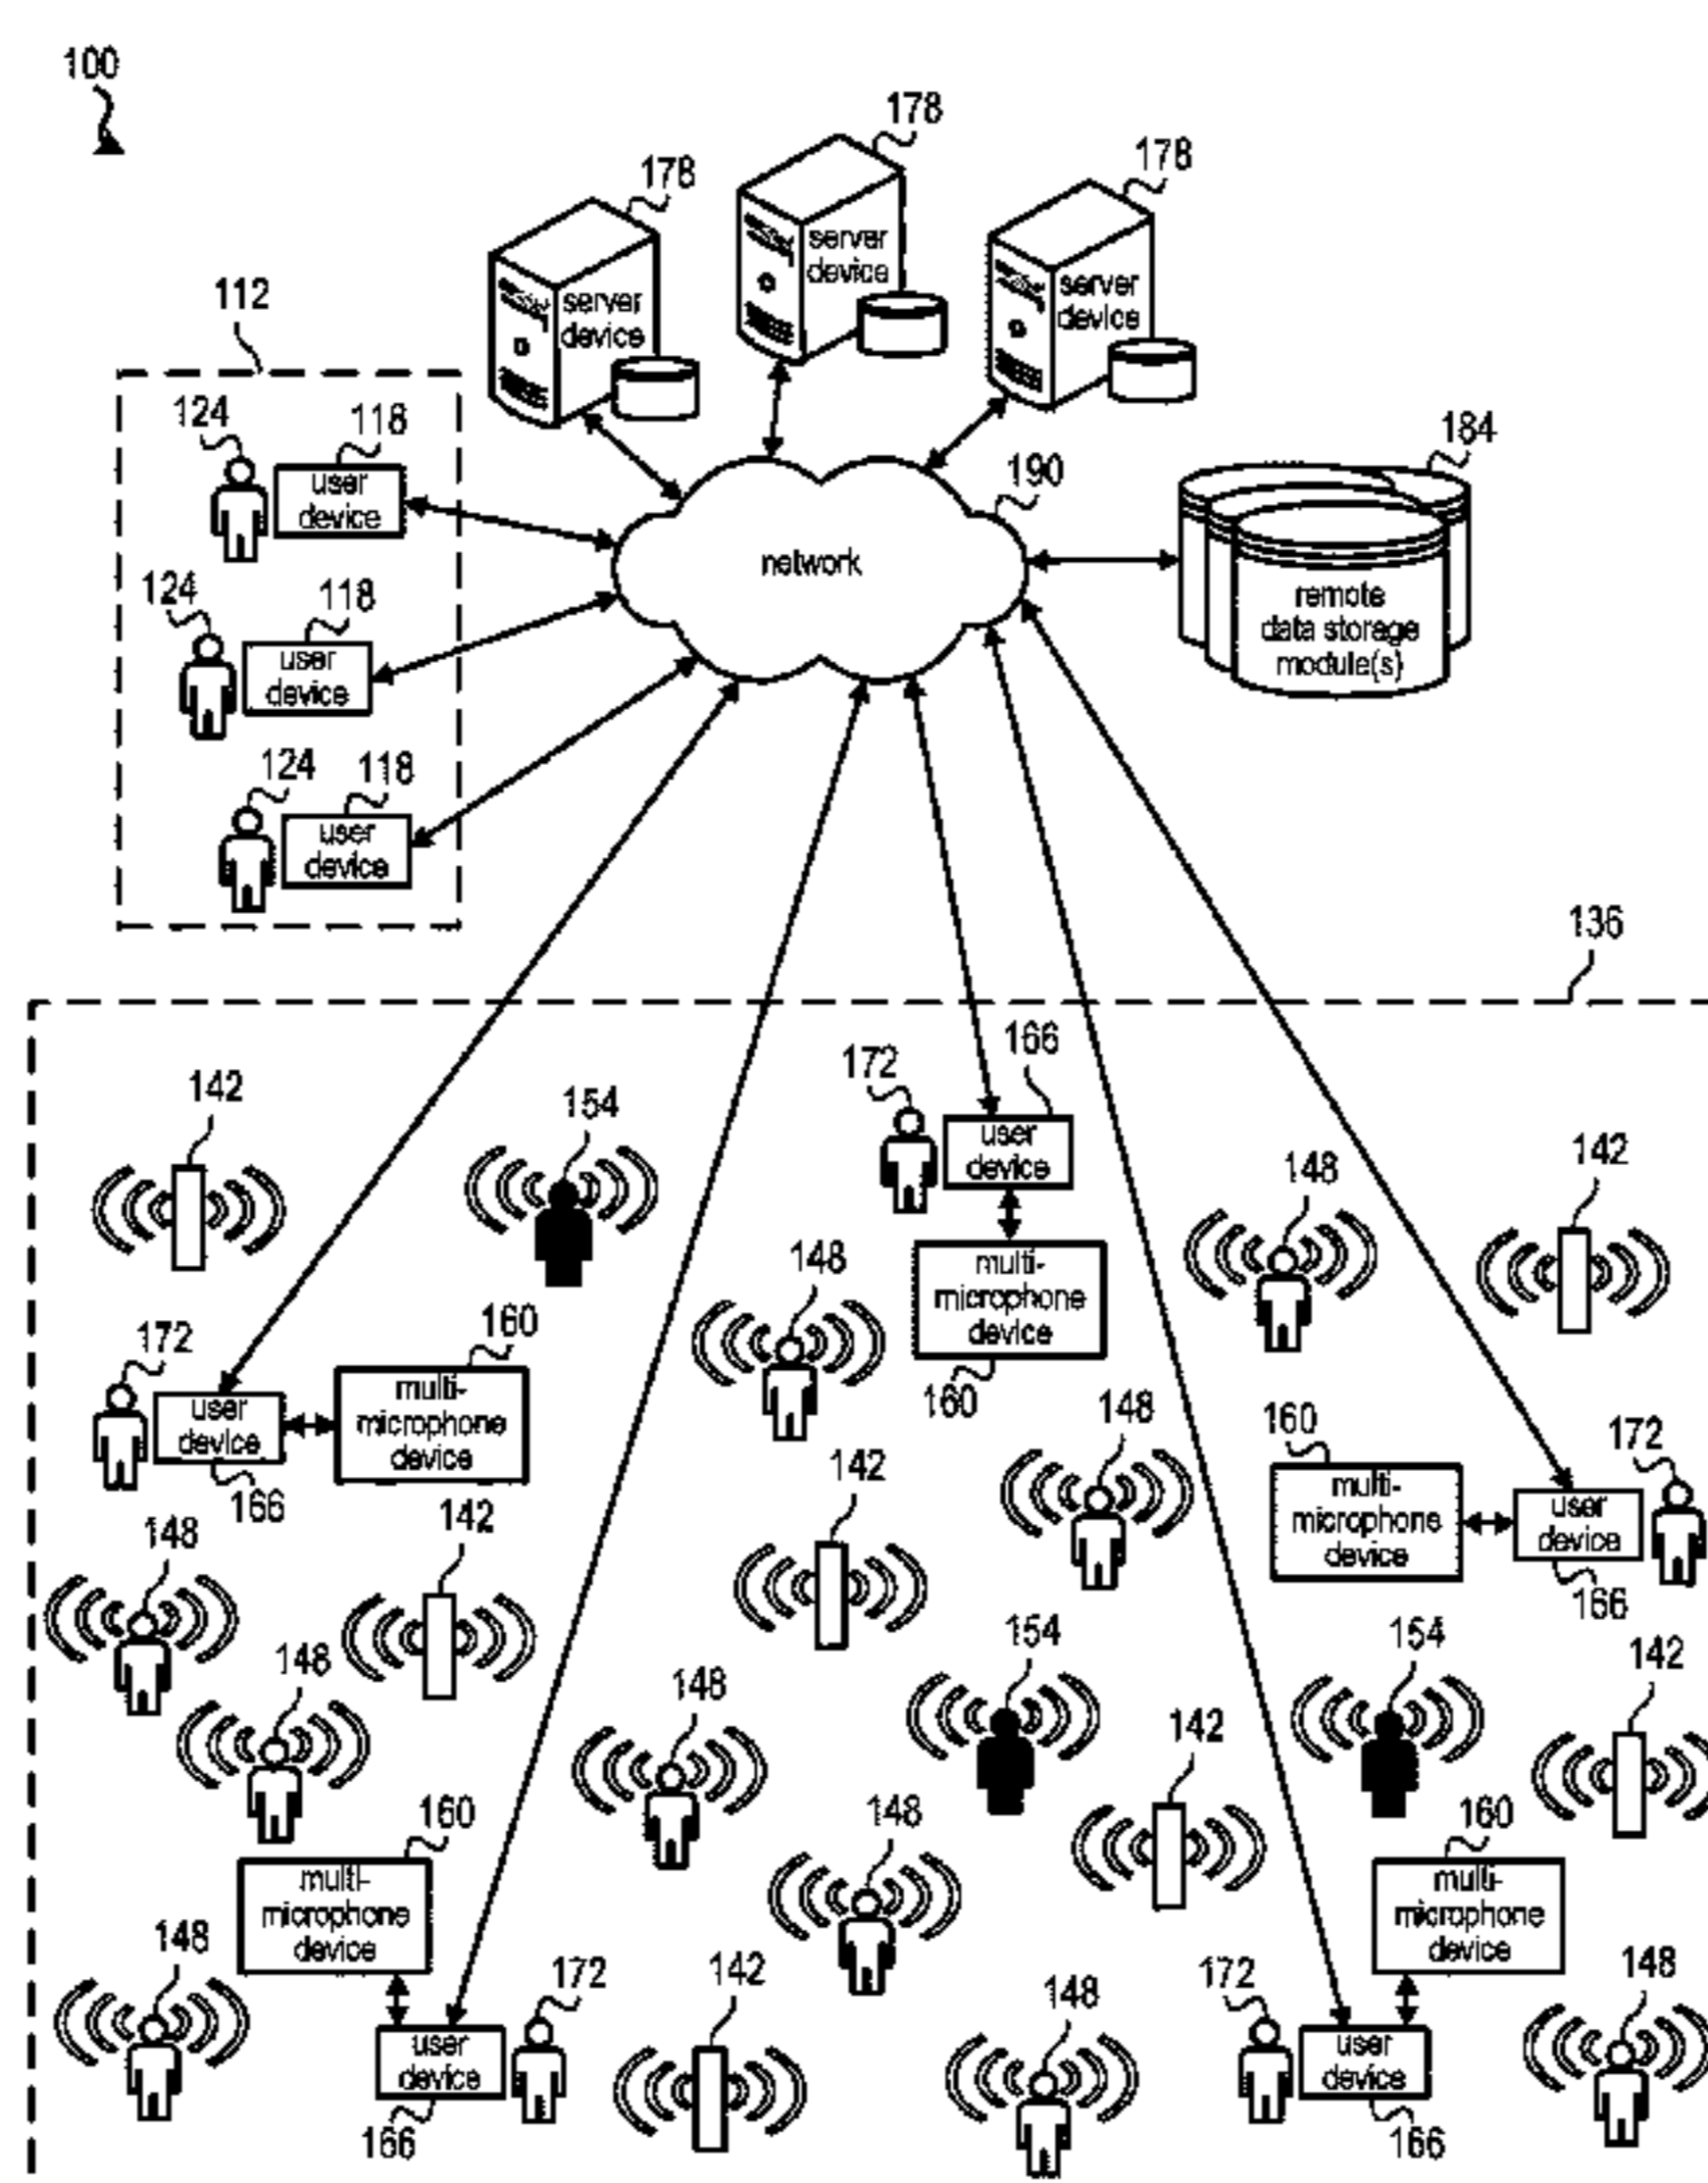 100
178
178
178
server
device
server
device
server
device
112
124
118
user
device
190
184
network
remote
data storage
module(s)
124
118
user
device
124
118
user
device
136
142
154
172
166
user
device
148
142
148
multi-
microphone
device
160
172
160
user
device
multi-
microphone
device
166
148
160
multi-
microphone
device
172
user
device
166
148
142
142
148
148
154
154
142
142
148
160
multi-
microphone
device
148
160
multi-
microphone
device
148
172
user
device
166
142
148
172
user
device
166
148